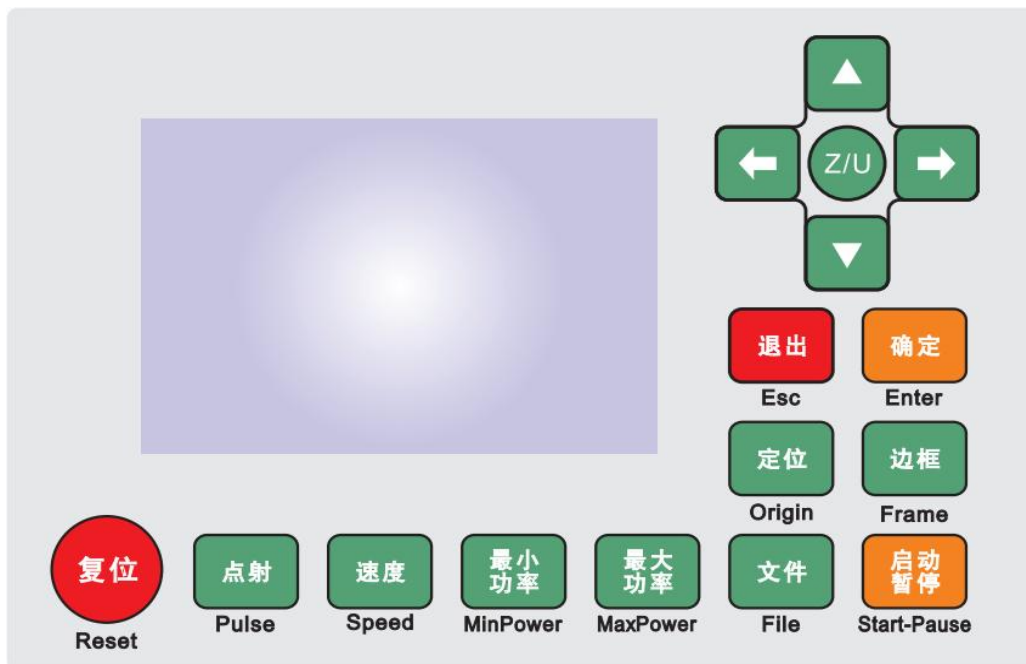 Z/U
退出
确定
Esc
Enter
定位
边框
Origin
Frame
复位
点射
速度
最小
功率
最大
功率
文件
启动
暂停
Reset
Pulse
Speed
MinPower
MaxPower
File
Start-Pause